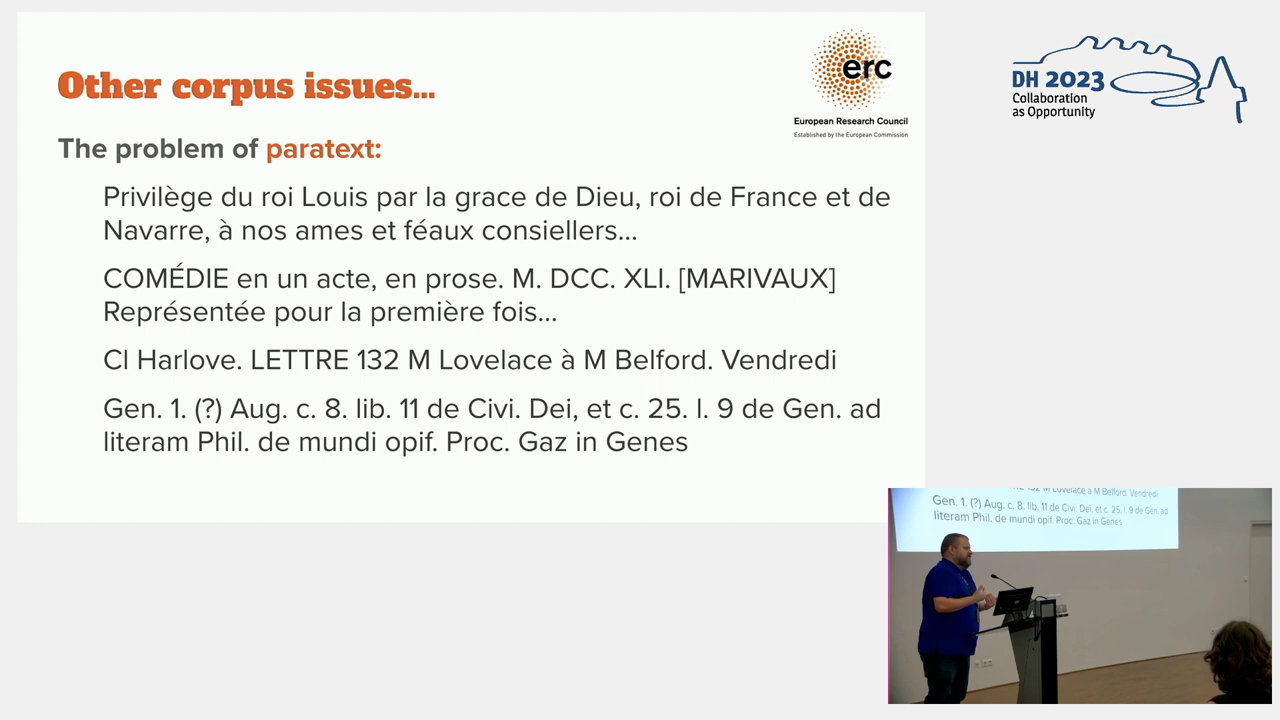 Other corpus issues...
erc
European Research Council
Established by the European Commission
The problem of paratext:
Privilège du roi Louis par la grace de Dieu, roi de France et de
Navarre, à nos ames et féaux consiellers...
COMÉDIE en un acte, en prose. M. DCC. XLI. [MARIVAUX]
Représentée pour la première fois...
Cl Harlove. LETTRE 132 M Lovelace à M Belford. Vendredi
Gen. 1. (?) Aug. c. 8. lib. 11 de Civi. Dei, et c. 25. l. 9 de Gen. ad
literam Phil. de mundi opif. Proc. Gaz in Genes
DH 2023
Collaboration
as Opportunity
132 M Lovelace à M Belford. Vendredi
Gen. 1. (?) Aug. c. 8. lib. 11 de Civi. Dei, et c. 25. l. 9 de Gen. ad
literam Phil. de mundi opif. Proc. Gaz in Genes